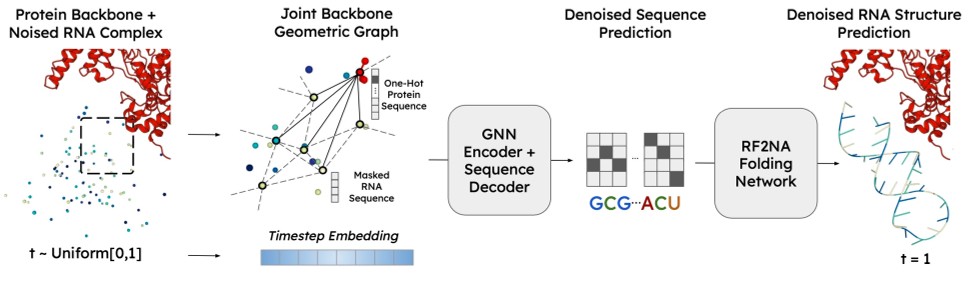 Protein Backbone +
Noised RNA Complex
Joint Backbone
Geometric Graph
Denoised Sequence
Prediction
Denoised RNA Structure
Prediction
One-Hot
Protein
Sequence
Masked
RNA
Sequence
GNN
Encoder +
Sequence
Decoder
GCG···ACU
RF2NA
Folding
Network
Timestep Embedding
t ~ Uniform[0,1]
t = 1